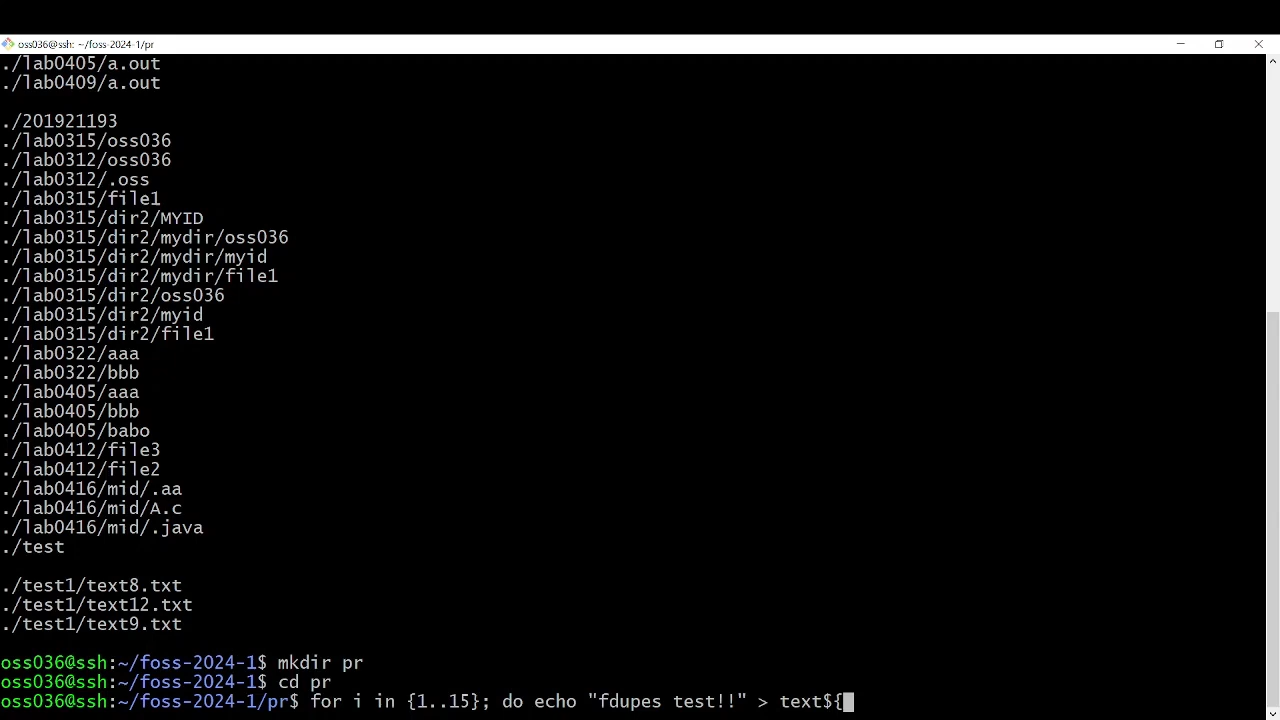 oss036@ssh: ~/foss-2024-1/pr
./lab0405/a.out
./lab0409/a.out
./201921193
./lab0315/oss036
./lab0312/oss036
./lab0312/.oss
./lab0315/file1
./lab0315/dir2/MYID
./lab0315/dir2/mydir/oss036
./lab0315/dir2/mydir/myid
./lab0315/dir2/mydir/file1
./lab0315/dir2/oss036
./lab0315/dir2/myid
./lab0315/dir2/file1
./lab0322/aaa
./lab0322/bbb
./lab0405/aaa
./lab0405/bbb
./lab0405/babo
./lab0412/file3
./lab0412/file2
./lab0416/mid/.aa
./lab0416/mid/A.c
./lab0416/mid/.java
./test
./test1/text8.txt
./test1/text12.txt
./test1/text9.txt
oss036@ssh:~/foss-2024-1$ mkdir pr
oss036@ssh:~/foss-2024-1$ cd pr
oss036@ssh:~/foss-2024-1/pr$ for i in {1..15}; do echo "fdupes test!!" > text${